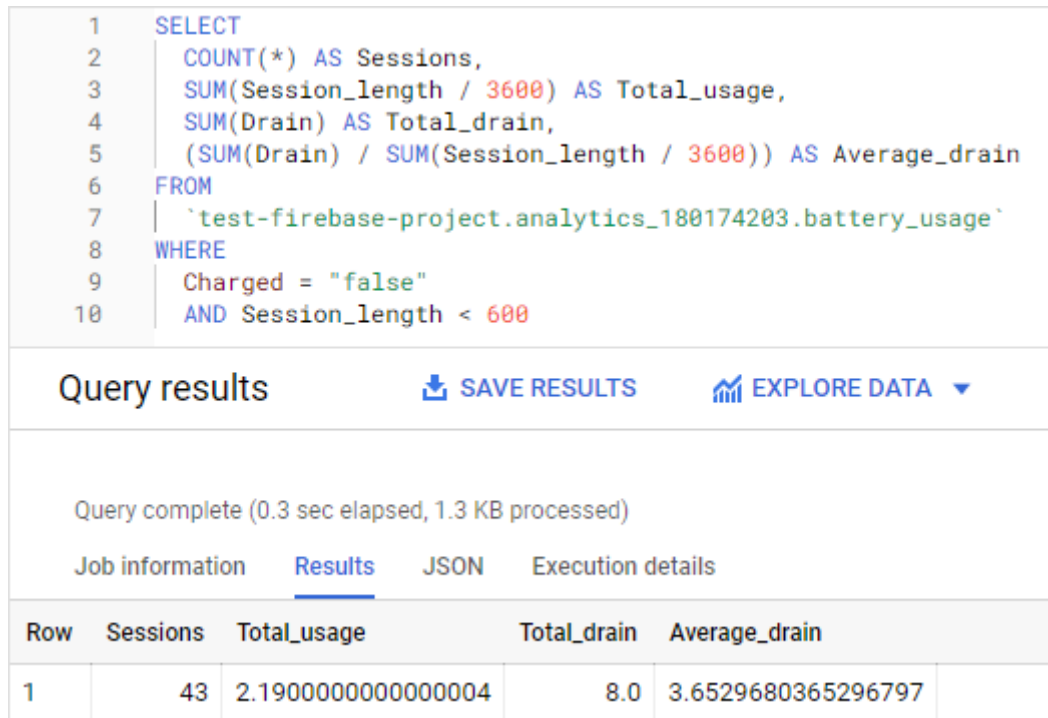 1 SELECT
2 COUNT(*) AS Sessions,
3 SUM(Session_length / 3600) AS Total_usage,
4 SUM(Drain) AS Total_drain,
5 (SUM(Drain) / SUM(Session_length / 3600)) AS Average_drain
6 FROM
7 `test-firebase-project.analytics_180174203.battery_usage`
8 WHERE
9 Charged = "false"
10 AND Session_length < 600
Query results SAVE RESULTS EXPLORE DATA
Query complete (0.3 sec elapsed, 1.3 KB processed)
Job information Results JSON Execution details
Row Sessions Total_usage Total_drain Average_drain
1 43 2.1900000000000004 8.0 3.6529680365296797